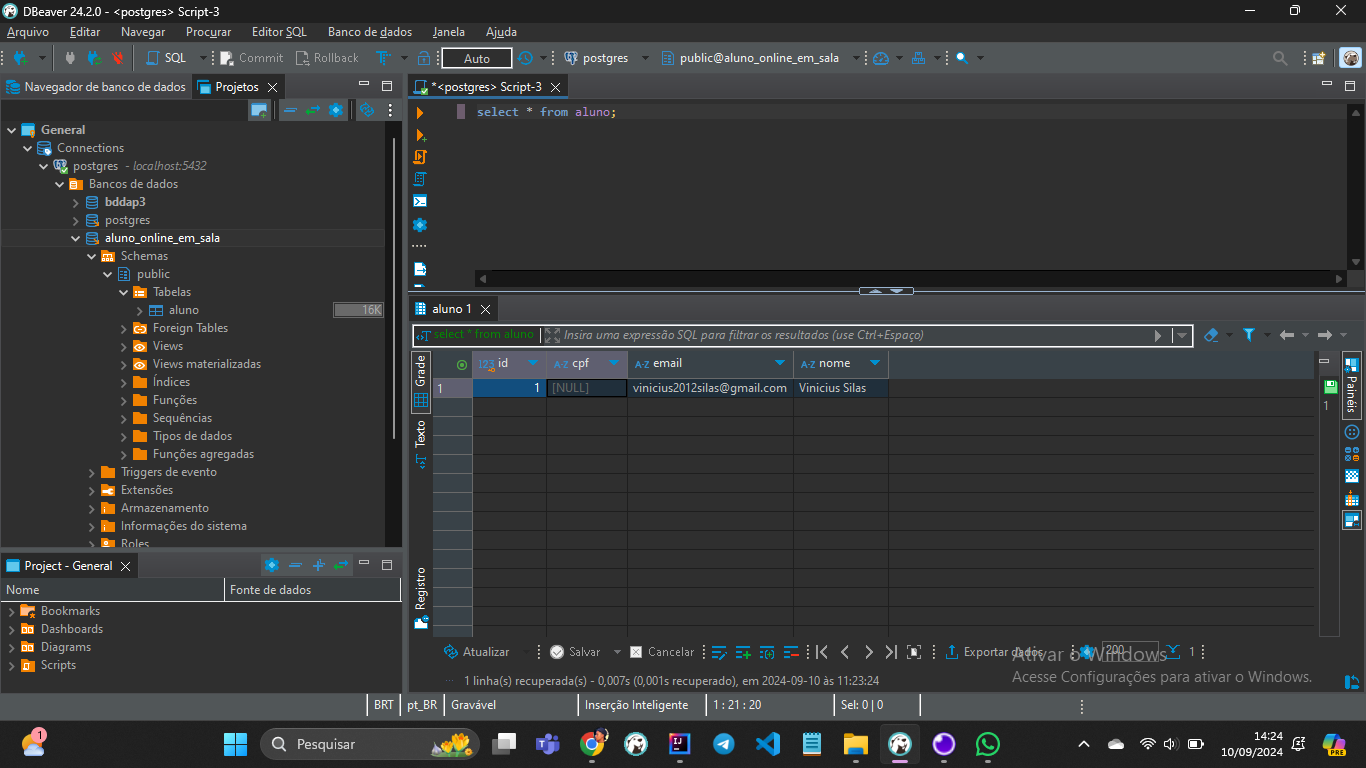 DBeaver 24.2.0 - <postgres> Script-3
Arquivo Editar Navegar Procurar Editor SQL Banco de dados Janela Ajuda
SQL Commit Rollback Auto postgres public@aluno_online_em_sala
Navegador de banco de dados Projetos
General
Connections
postgres - localhost:5432
Bancos de dados
bddap3
postgres
aluno_online_em_sala
Schemas
public
Tabelas
aluno 16K
Foreign Tables
Views
Views materializadas
Índices
Funções
Sequências
Tipos de dados
Funções agregadas
Triggers de evento
Extensões
Armazenamento
Informações do sistema
Roles
Project - General
Nome Fonte de dados
Bookmarks
Dashboards
Diagrams
Scripts
*<postgres> Script-3
select * from aluno;
aluno 1
select * from aluno Insira uma expressão SQL para filtrar os resultados (use Ctrl+Espaço)
Grade
Texto
Registro
123 id A-Z cpf A-Z email A-Z nome
1 1 [NULL] vinicius2012silas@gmail.com Vinicius Silas
1
Painéis
Atualizar Salvar Cancelar Exportar dados 200 1
1 linha(s) recuperada(s) - 0,007s (0,001s recuperado), em 2024-09-10 às 11:23:24
Ativar o Windows
Acesse Configurações para ativar o Windows.
BRT pt_BR Gravável Inserção Inteligente 1 : 21 : 20 Sel: 0 | 0
1 Pesquisar 14:24
10/09/2024
PRE